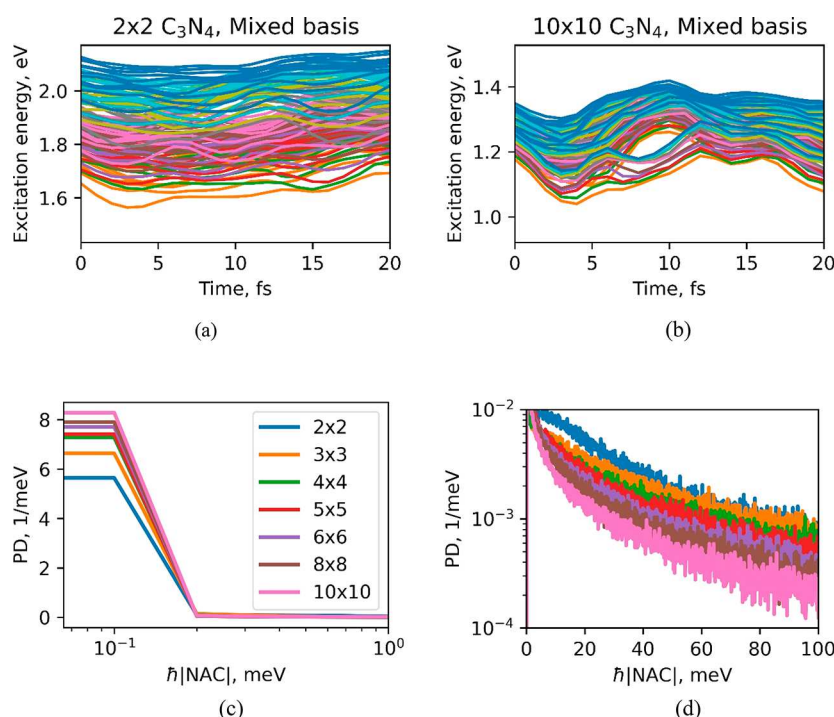 2x2 C₃N₄, Mixed basis
Excitation energy, eV
2.0
1.8
1.6
0 5 10 15 20
Time, fs
(a)
10x10 C₃N₄, Mixed basis
Excitation energy, eV
1.4
1.2
1.0
0 5 10 15 20
Time, fs
(b)
PD, 1/meV
8
6
4
2
0
2x2
3x3
4x4
5x5
6x6
8x8
10x10
10⁻¹ 10⁰
ħ|NAC|, meV
(c)
PD, 1/meV
10⁻²
10⁻³
10⁻⁴
0 20 40 60 80 100
ħ|NAC|, meV
(d)